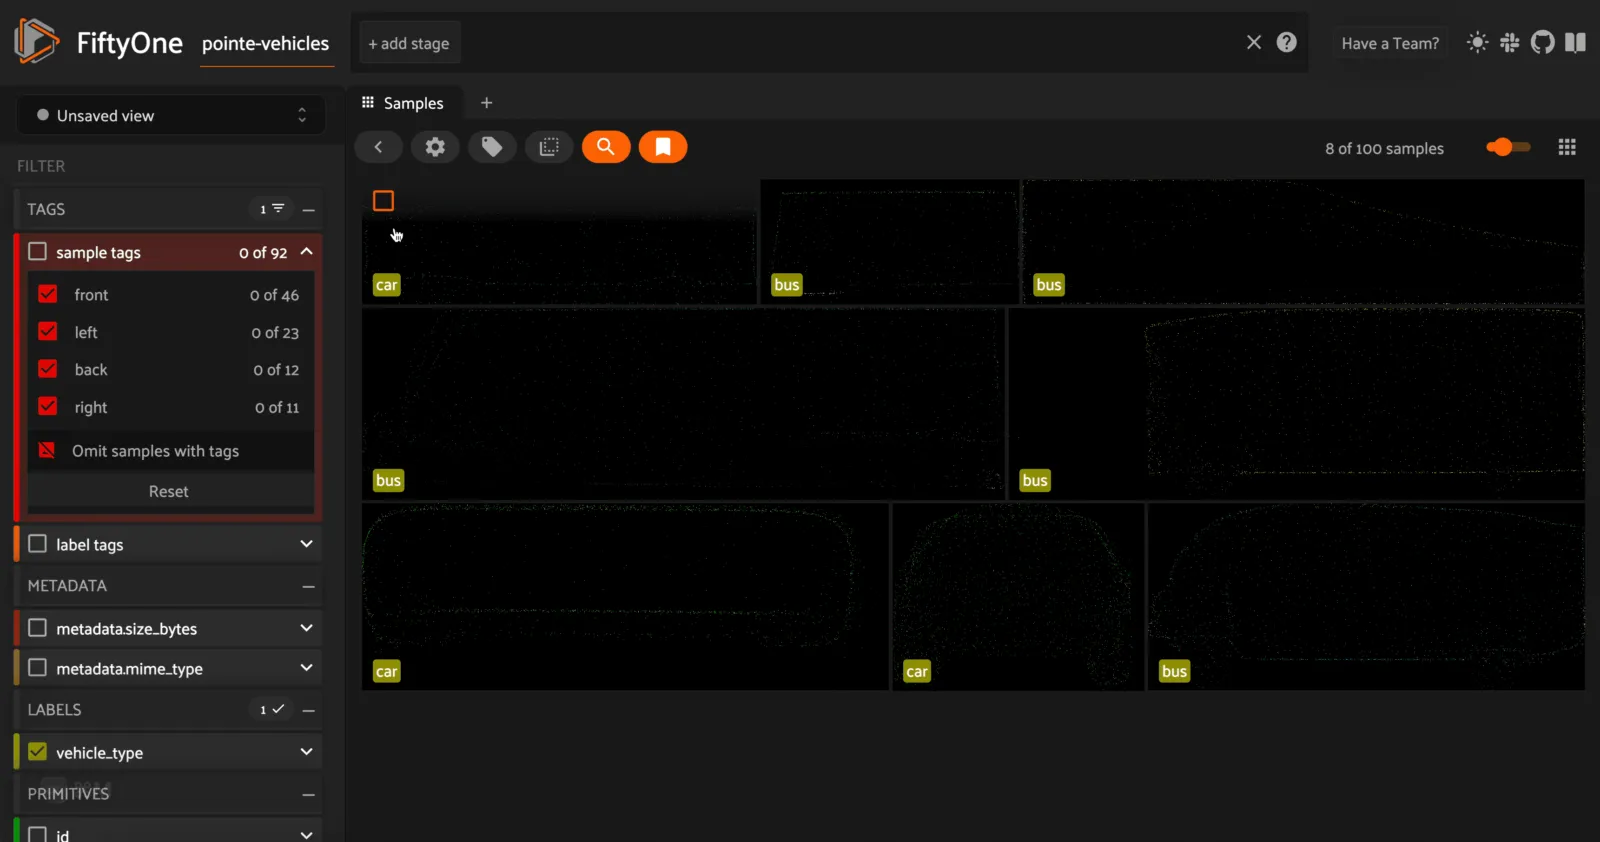 FiftyOne
pointe-vehicles
+ add stage
Have a Team?
Unsaved view
Samples
+
FILTER
8 of 100 samples
TAGS
1
sample tags
0 of 92
front
0 of 46
left
0 of 23
back
0 of 12
right
0 of 11
Omit samples with tags
Reset
label tags
METADATA
metadata.size_bytes
metadata.mime_type
LABELS
1
vehicle_type
PRIMITIVES
id
car
bus
bus
bus
bus
car
car
bus